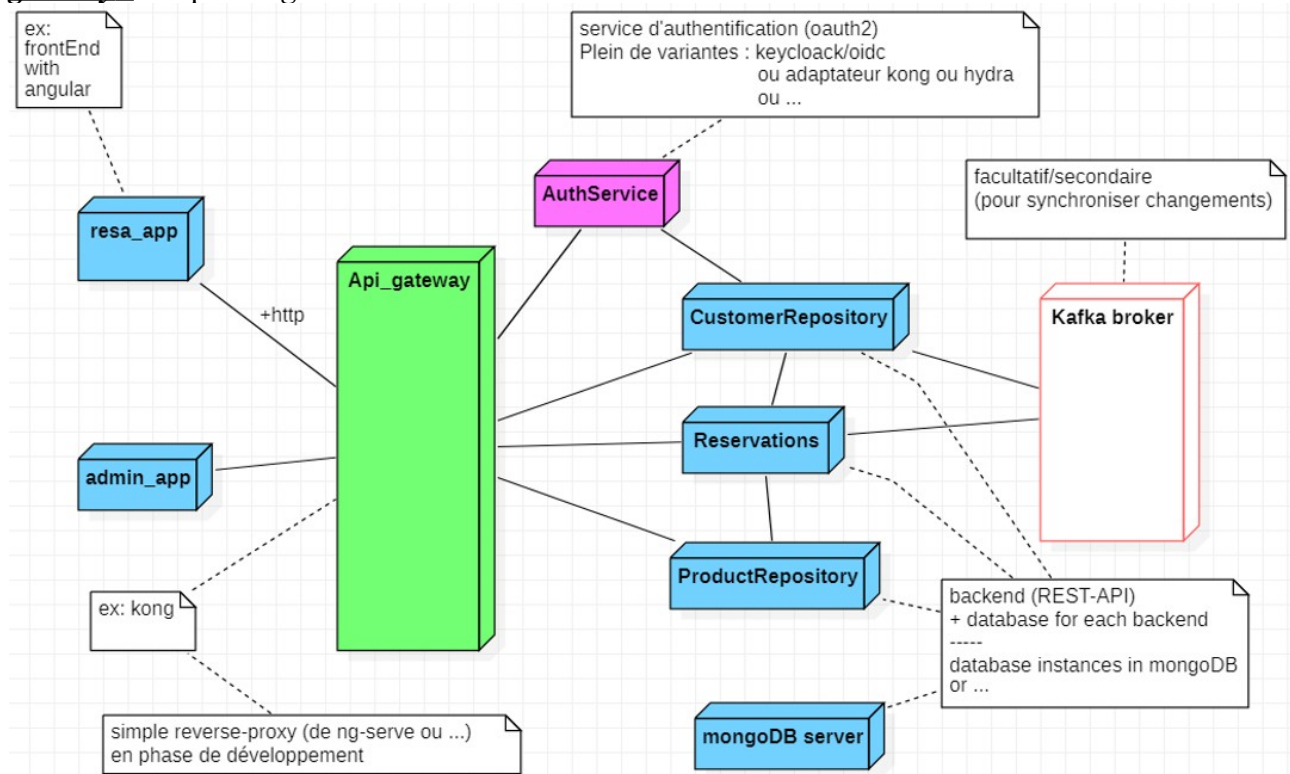 ex:
frontEnd
with
angular
service d'authentification (oauth2)
Plein de variantes : keycloack/oidc
ou adaptateur kong ou hydra
ou ...
AuthService
facultatif/secondaire
(pour synchroniser changements)
resa_app
Api_gateway
+http
CustomerRepository
Kafka broker
Reservations
admin_app
ProductRepository
ex: kong
backend (REST-API)
+ database for each backend
-----
database instances in mongoDB
or ...
simple reverse-proxy (de ng-serve ou ...)
en phase de développement
mongoDB server